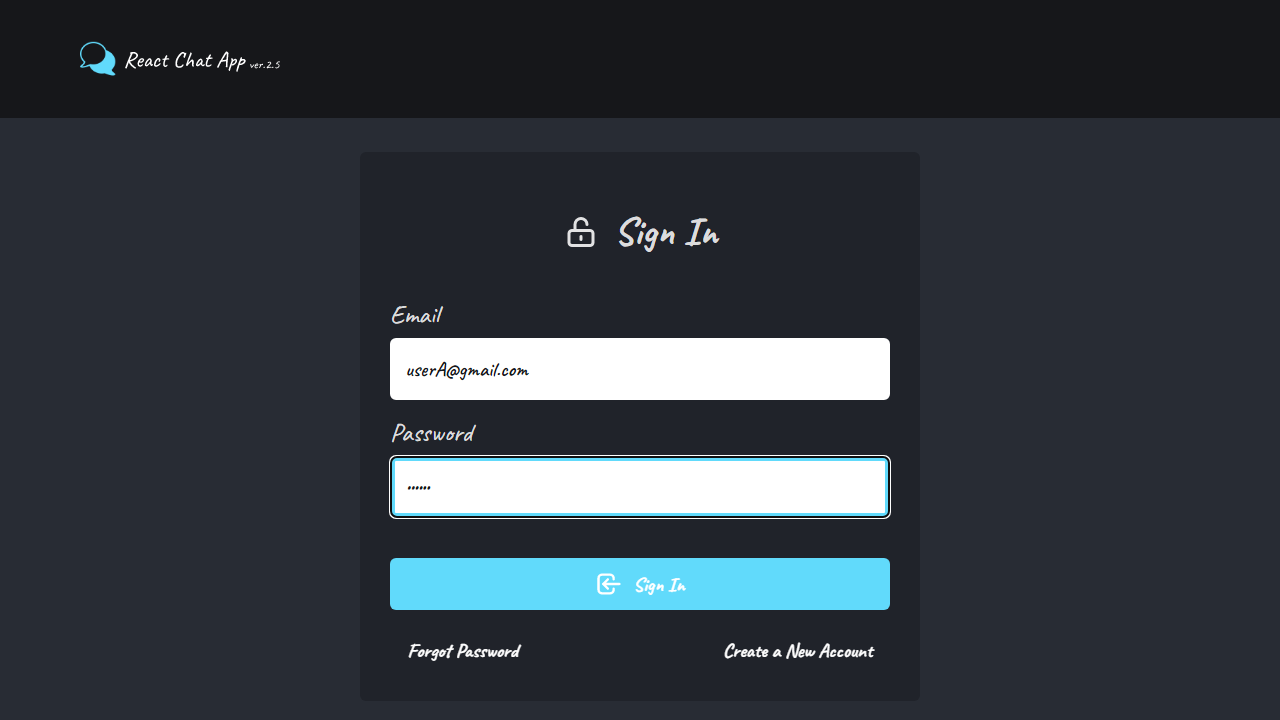 React Chat App ver.2.5
Sign In
Email
userA@gmail.com
Password
••••••
Sign In
Forgot Password
Create a New Account